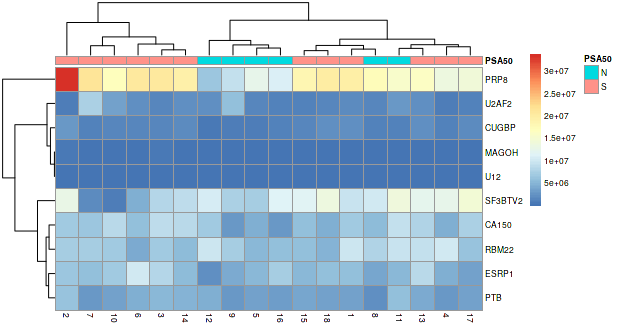 PSA50
PRP8
U2AF2
CUGBP
MAGOH
U12
SF3BTV2
CA150
RBM22
ESRP1
PTB
2 7 10 6 3 14 12 9 5 16 15 18 1 8 11 13 4 17
3e+07
2.5e+07
2e+07
1.5e+07
1e+07
5e+06
PSA50
N
S